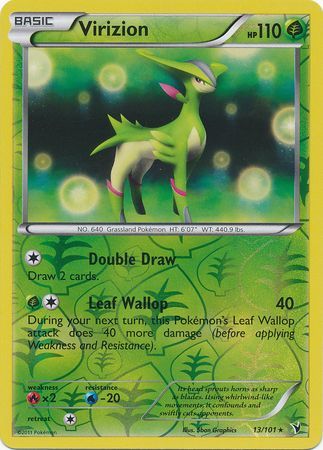 BASIC
Virizion
HP110
NO. 640 Grassland Pokémon HT: 6'07" WT: 440.9 lbs.
Double Draw
Draw 2 cards.
Leaf Wallop 40
During your next turn, this Pokémon's Leaf Wallop
attack does 40 more damage (before applying
Weakness and Resistance).
weakness resistance
×2 -20
retreat
Its head sprouts horns as sharp
as blades. Using whirlwind-like
movements, it confounds and
swiftly cuts opponents.
©2011 Pokémon
Illus. 5ban Graphics
13/101